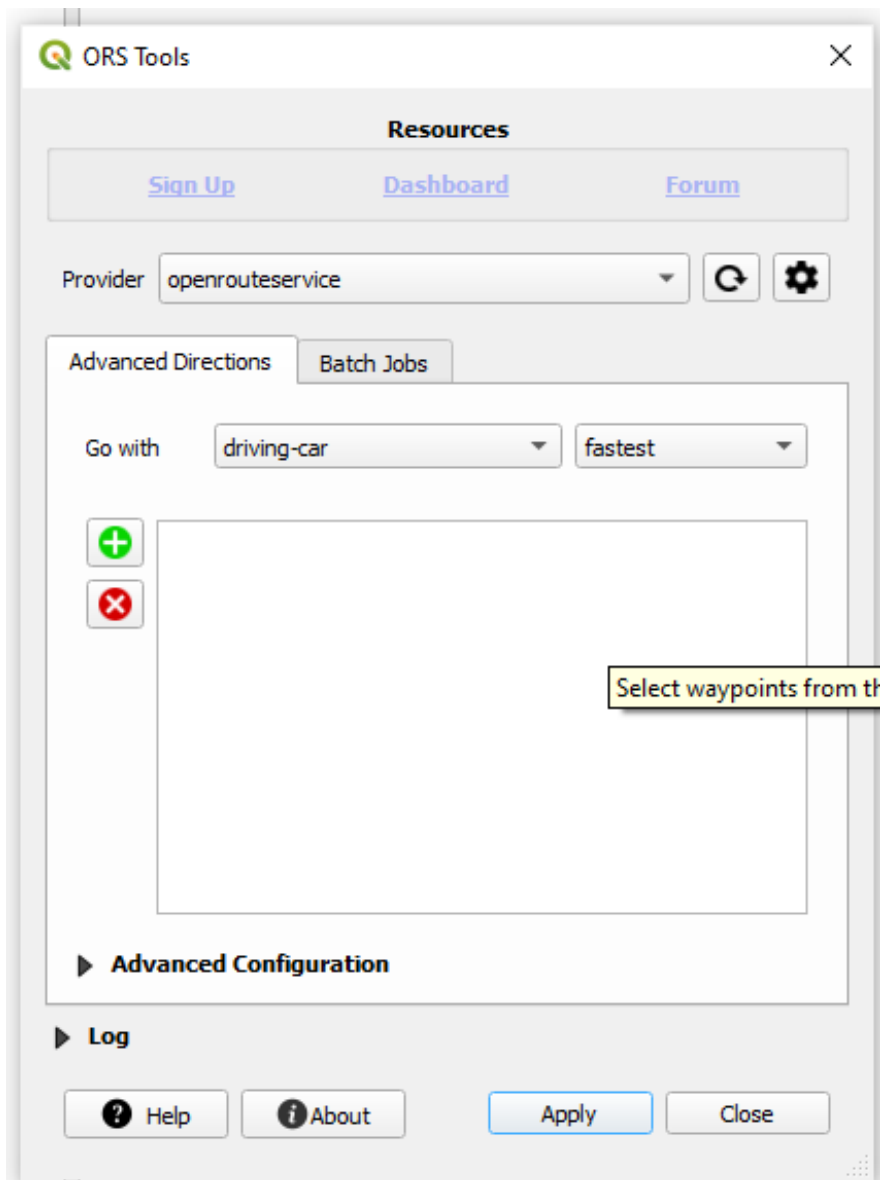 ORS Tools
Resources
Sign Up Dashboard Forum
Provider openrouteservice
Advanced Directions Batch Jobs
Go with driving-car fastest
Select waypoints from
Advanced Configuration
Log
Help About Apply Close